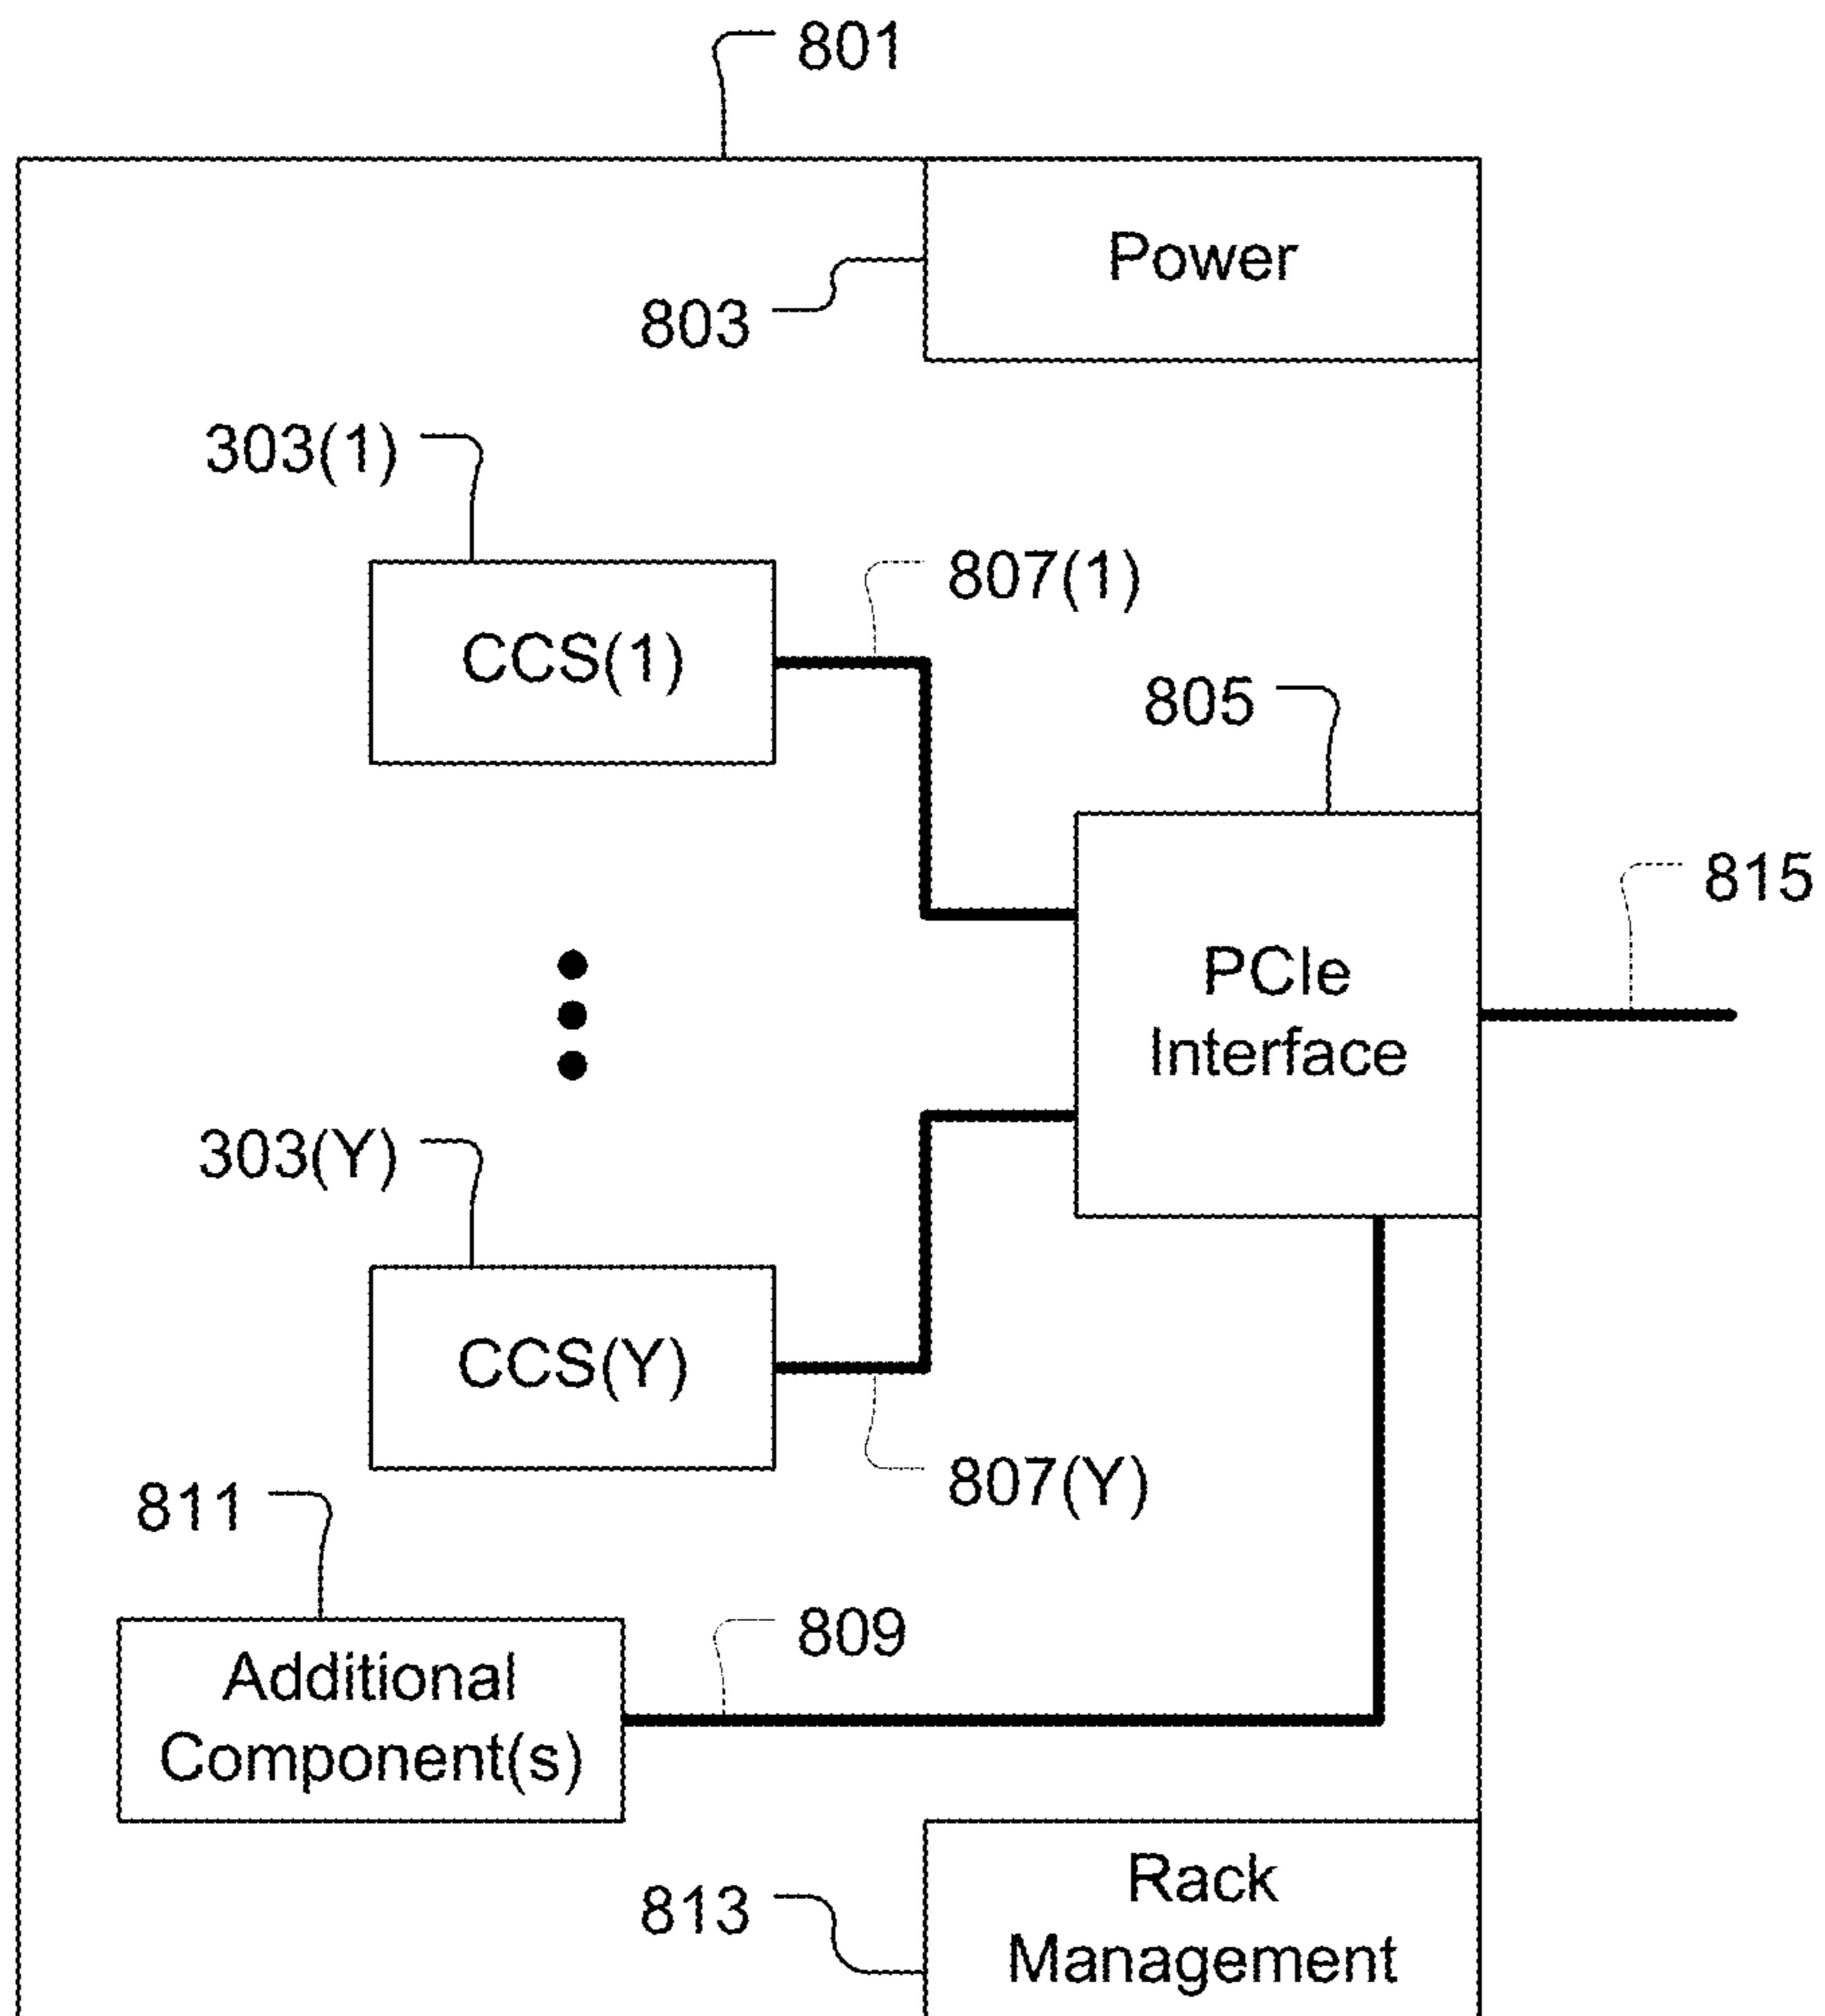 801
Power
803
303(1)
807(1)
CCS(1)
805
815
PCIe
Interface
303(Y)
CCS(Y)
807(Y)
811
809
Additional
Component(s)
Rack
813
Management